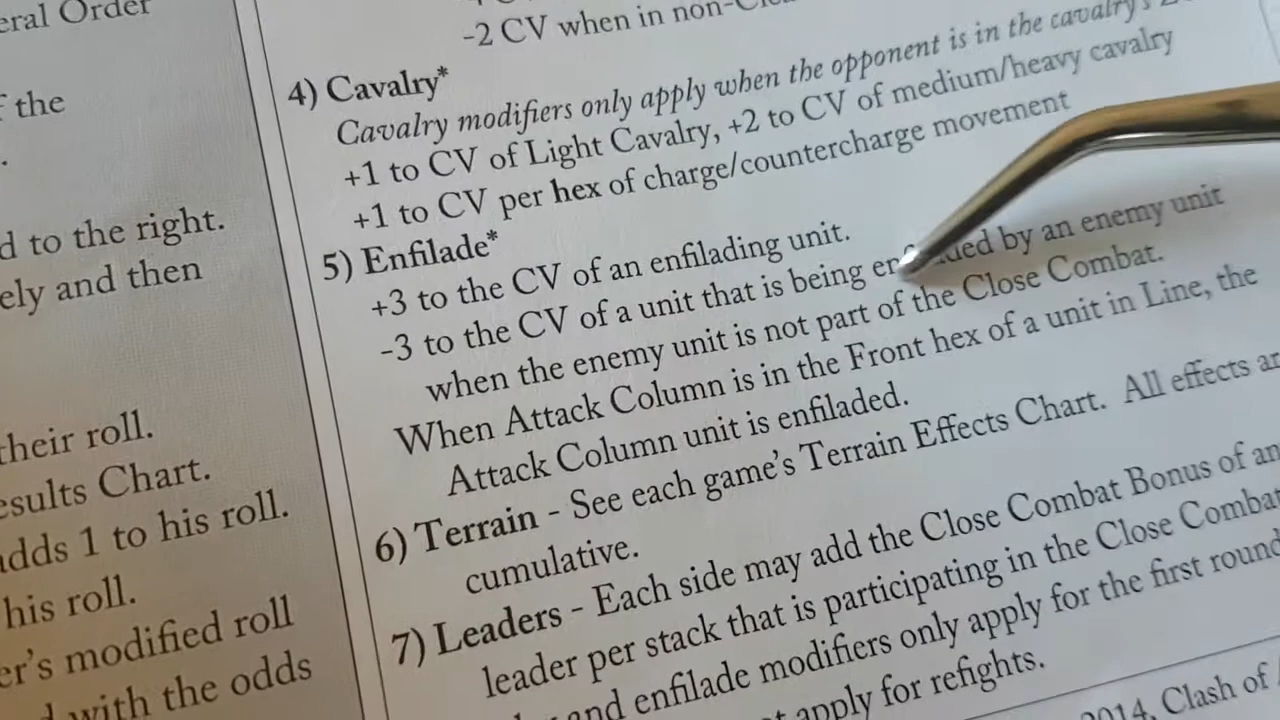 eral Order
the
.
d to the right.
ely and then
their roll.
esults Chart.
adds 1 to his roll.
his roll.
er's modified roll
with the odds
-2 CV when in
4) Cavalry*
Cavalry modifiers only apply when the opponent is in the cavalry's
+1 to CV of Light Cavalry, +2 to CV of medium/heavy cavalry
+1 to CV per hex of charge/countercharge movement
5) Enfilade*
+3 to the CV of an enfilading unit.
-3 to the CV of a unit that is being by an enemy unit
when the enemy unit is not part of the Close Combat.
When Attack Column is in the Front hex of a unit in Line, the
Attack Column unit is enfiladed.
6) Terrain - See each game's Terrain Effects Chart. All effects
cumulative.
7) Leaders - Each side may add the Close Combat Bonus of an
leader per stack that is participating in the Close Combat
and enfilade modifiers only apply for the first round
apply for refights.
2014, Clash of